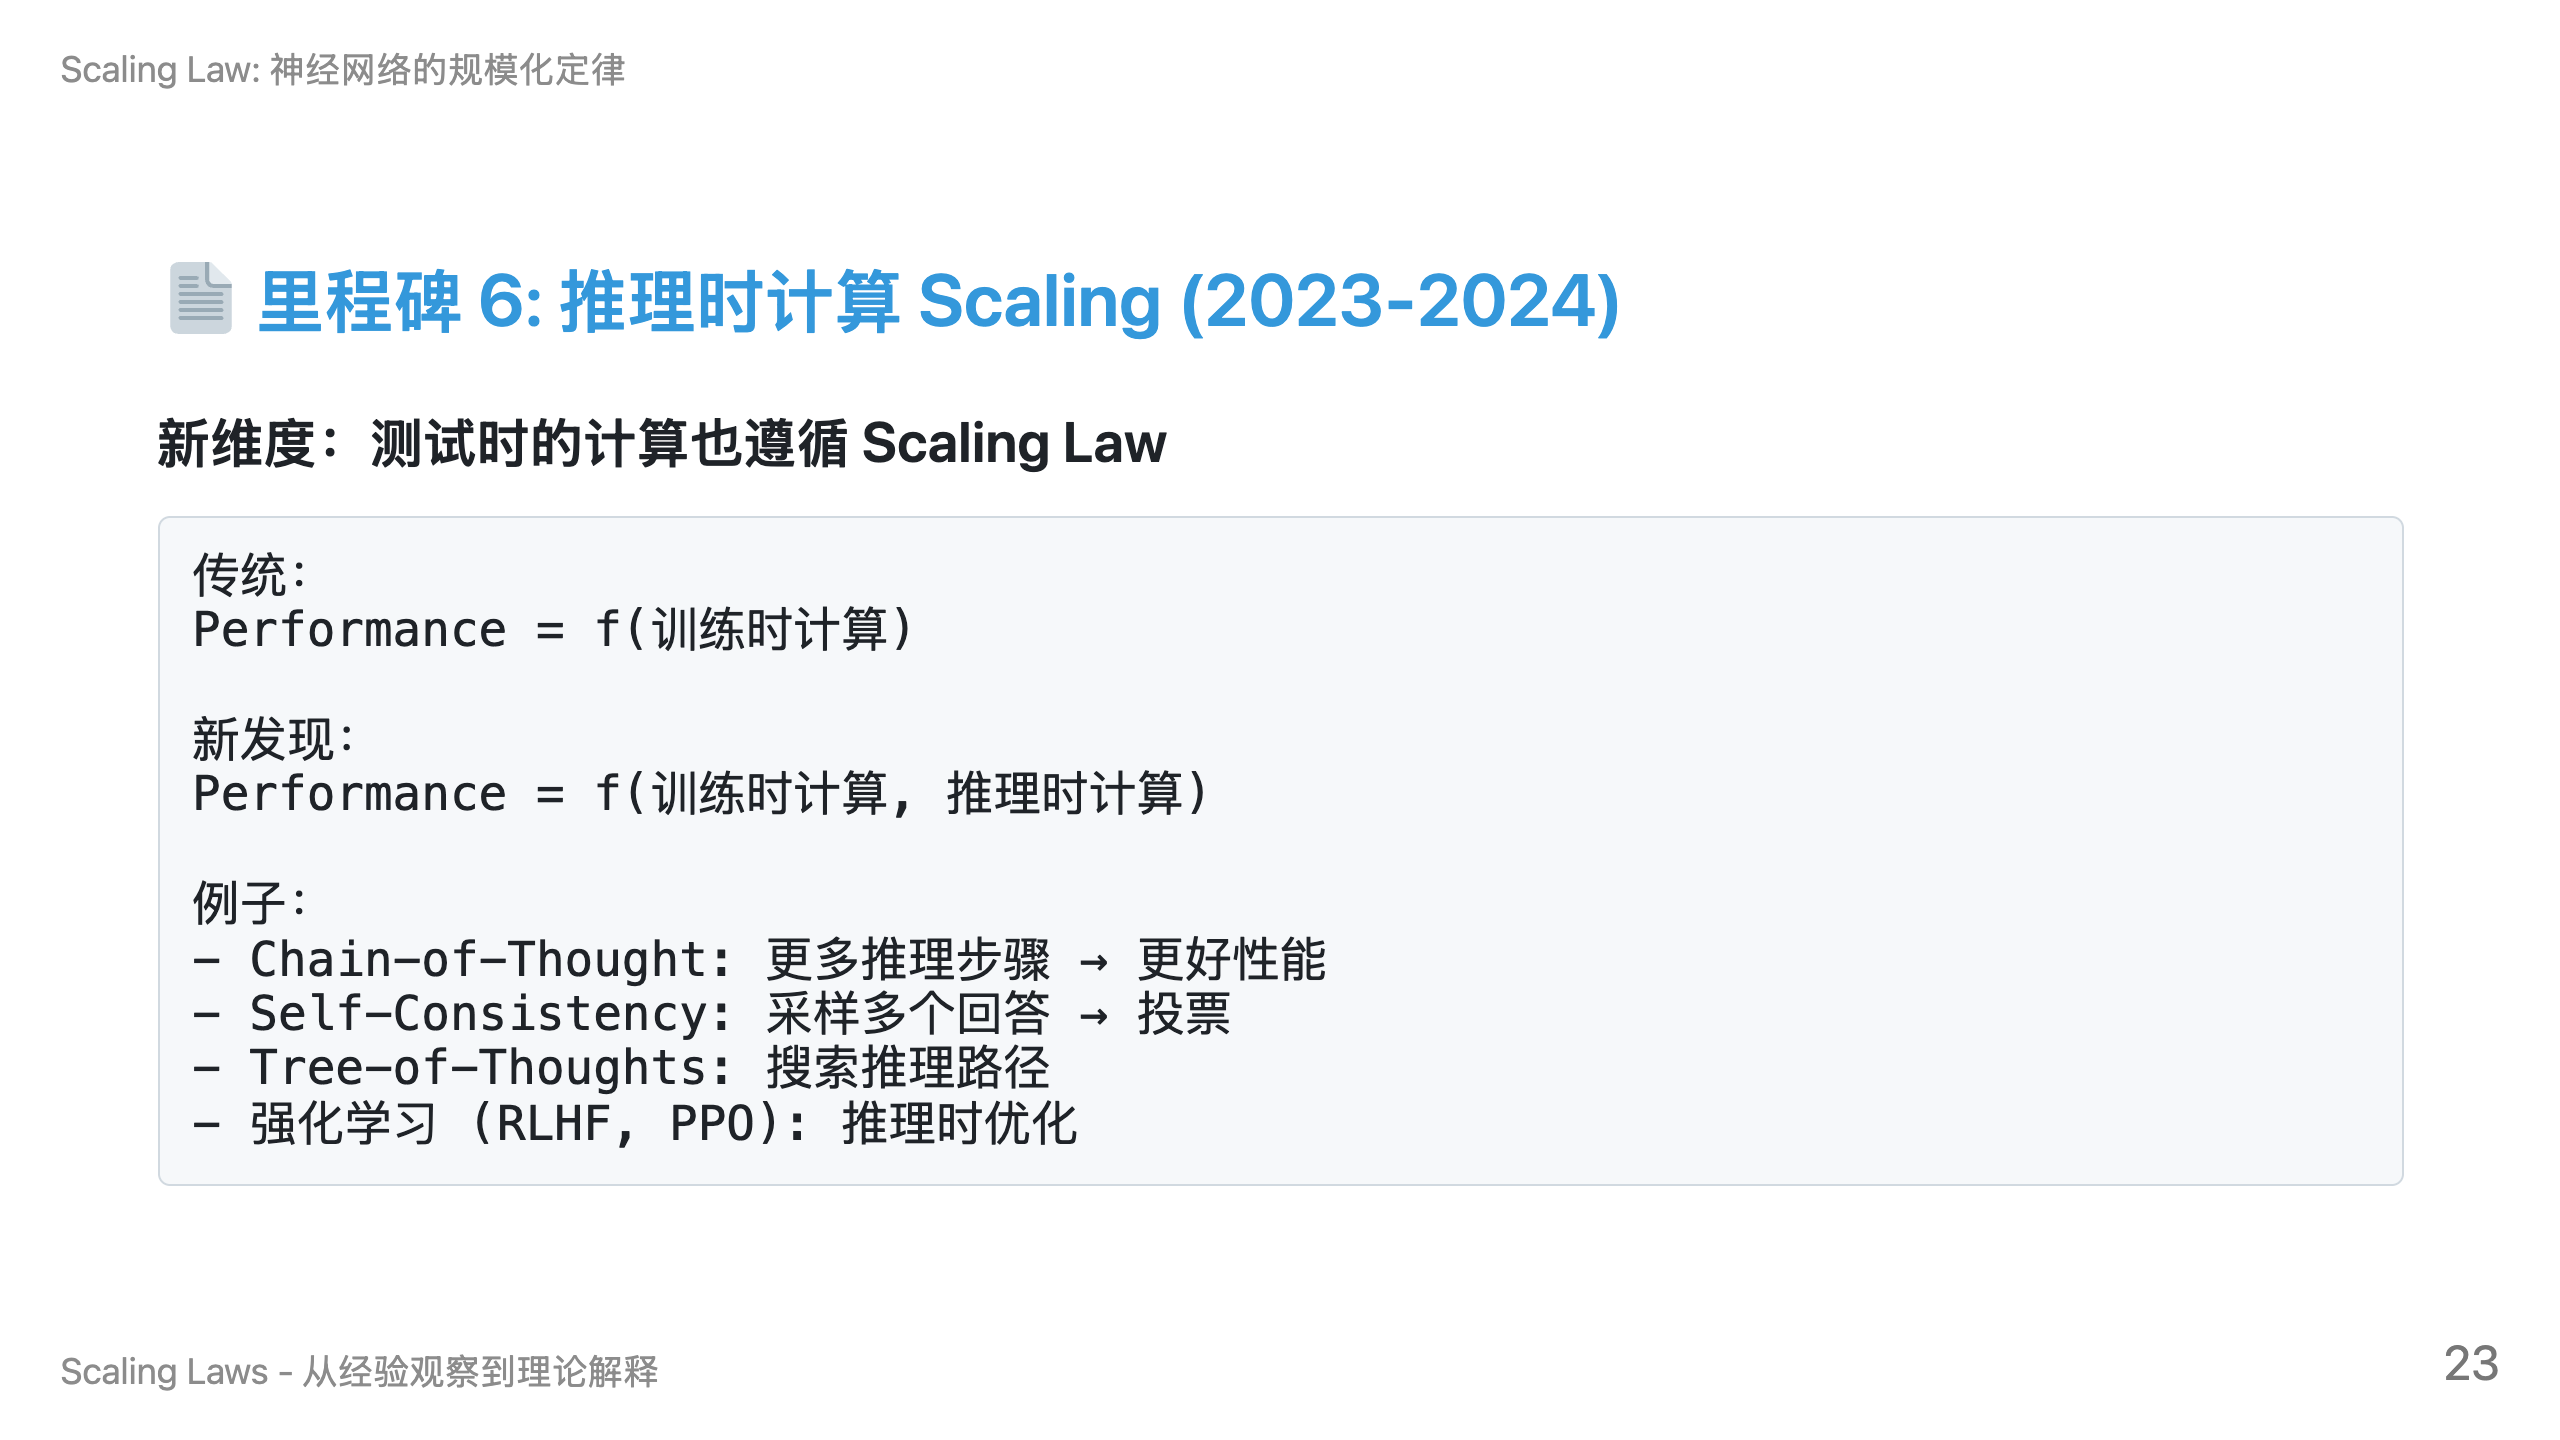 Scaling Law: 神经网络的规模化定律
里程碑 6: 推理时计算 Scaling (2023-2024)
新维度：测试时的计算也遵循 Scaling Law
传统：
Performance = f(训练时计算)
新发现：
Performance = f(训练时计算, 推理时计算)
例子：
- Chain-of-Thought: 更多推理步骤 → 更好性能
- Self-Consistency: 采样多个回答 → 投票
- Tree-of-Thoughts: 搜索推理路径
- 强化学习 (RLHF, PPO): 推理时优化
Scaling Laws - 从经验观察到理论解释
23